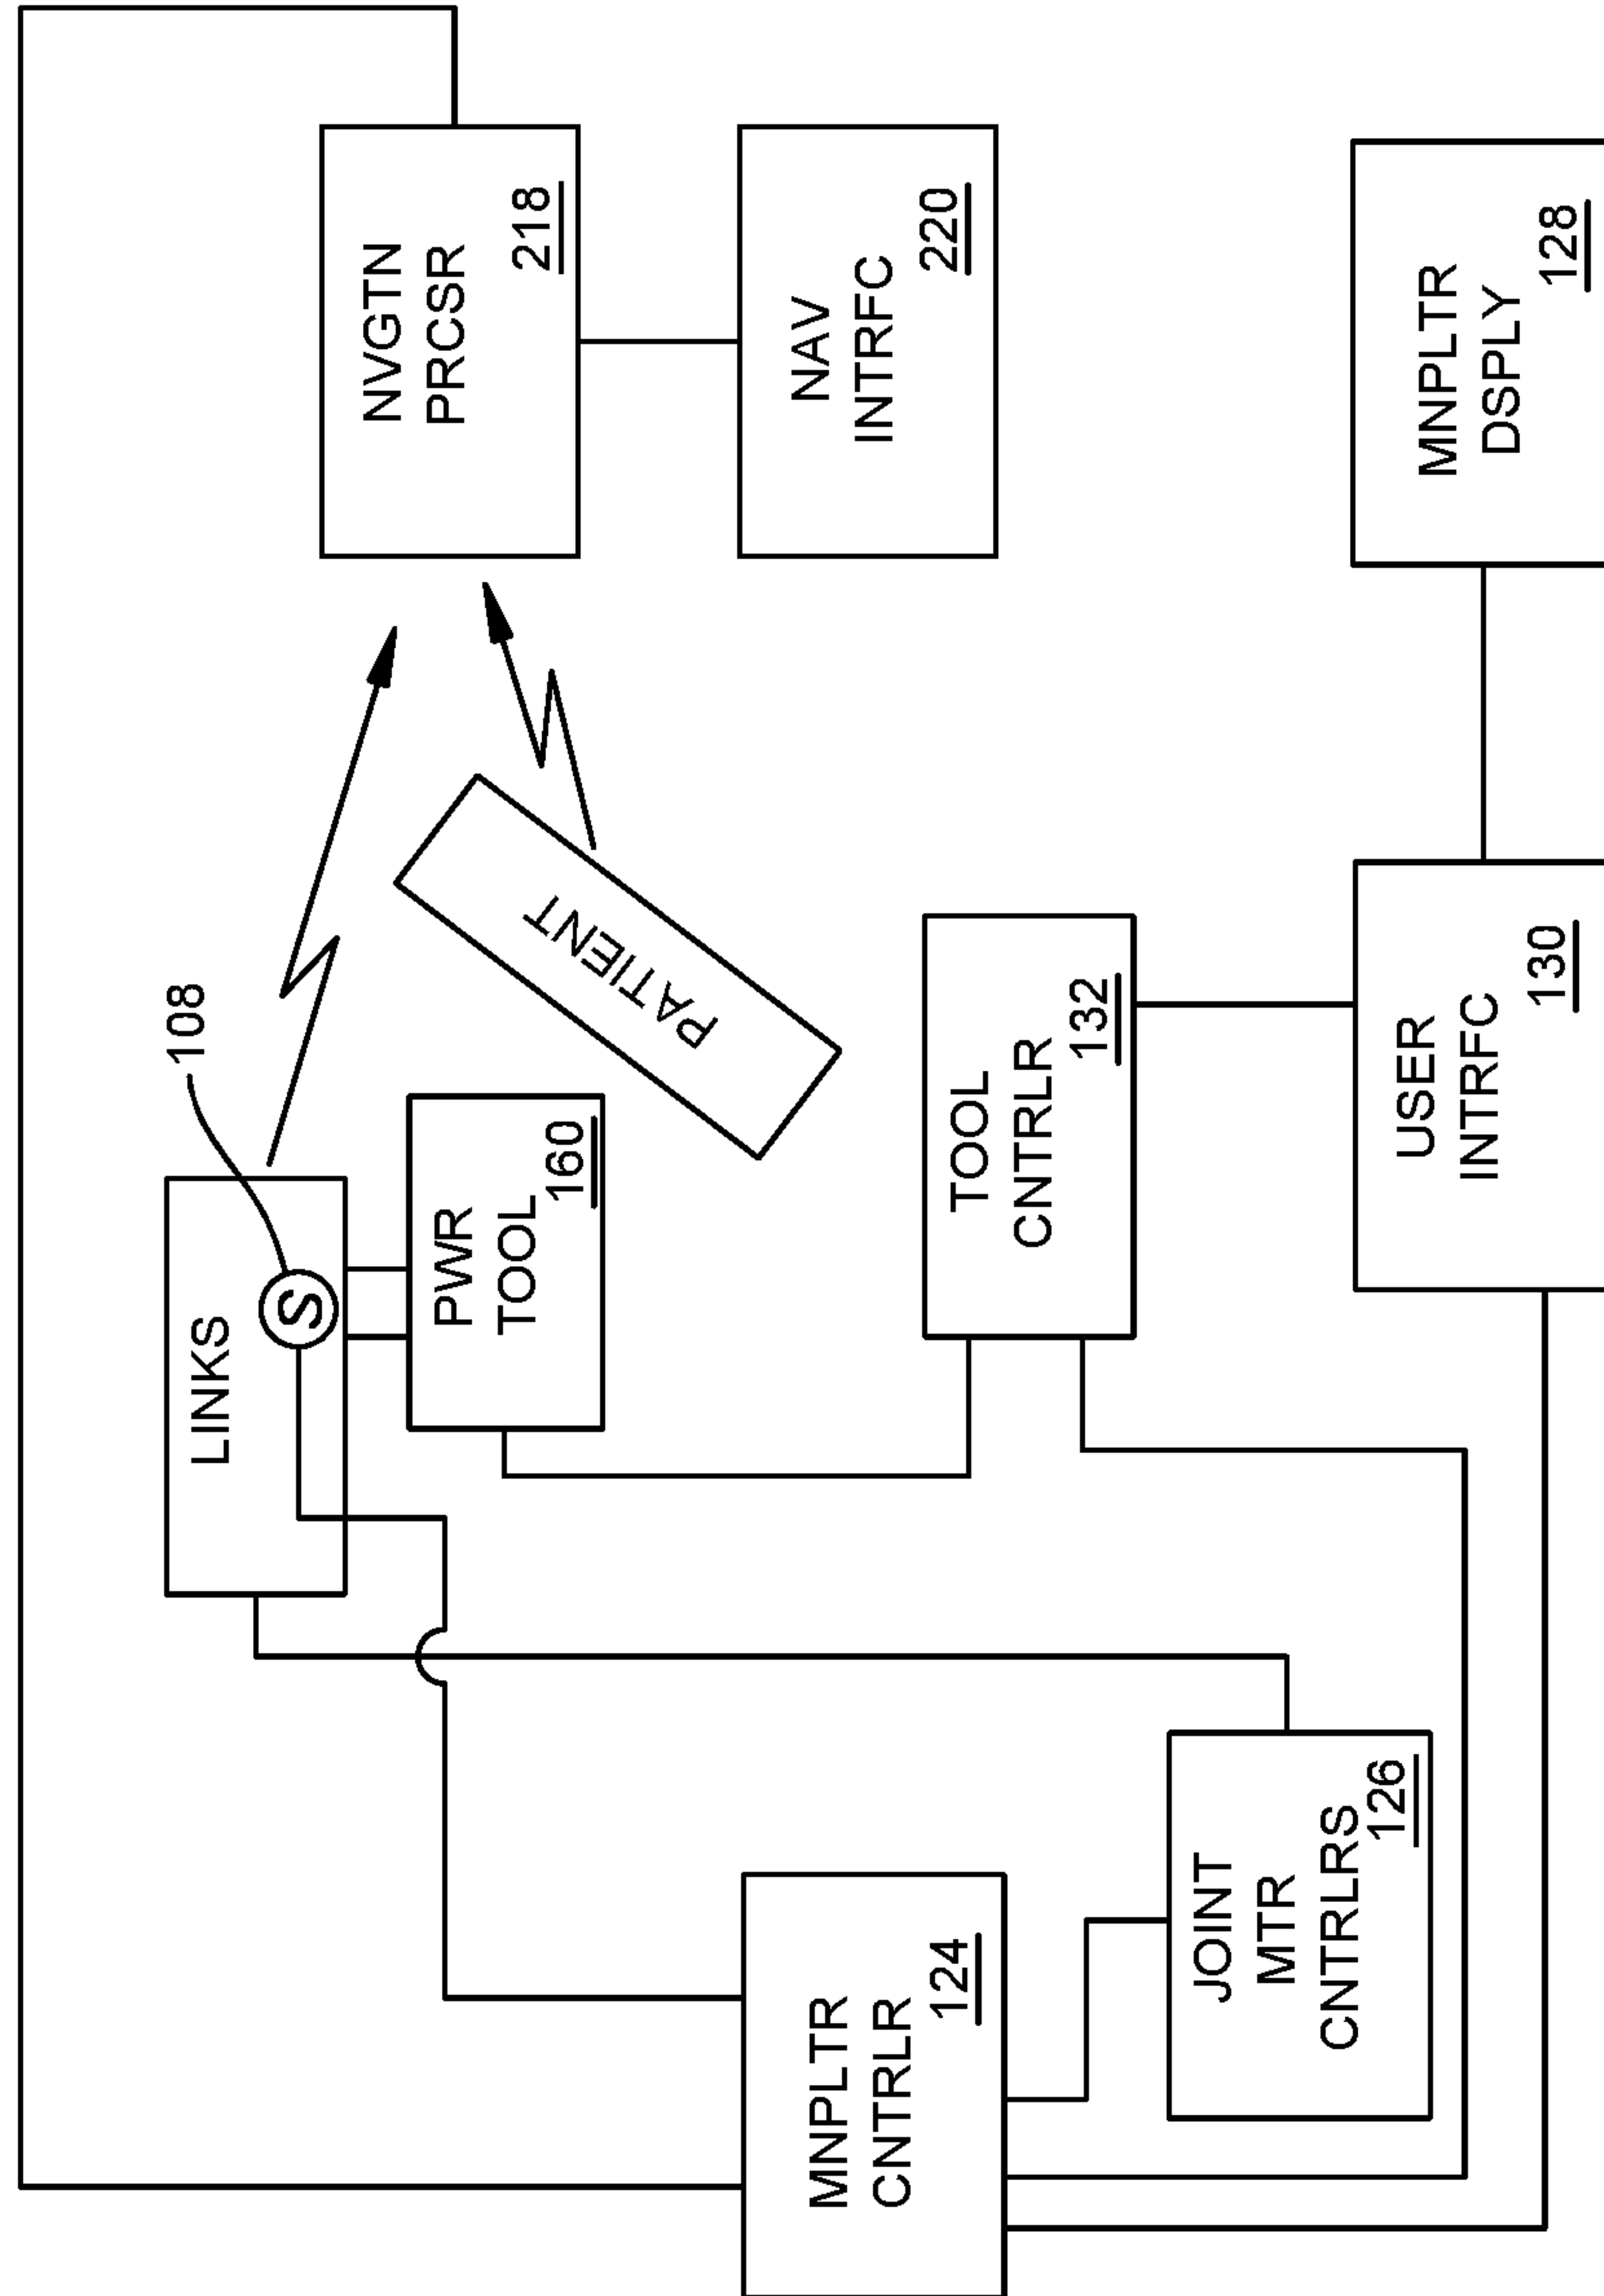 108
LINKS
S
PWR
TOOL
160
PATIENT
NVGTN
PRCSR
218
NAV
INTRFC
220
MNPLTR
CNTRLR
124
JOINT
MTR
CNTRLRS
126
TOOL
CNTRLR
132
USER
INTRFC
130
MNPLTR
DSPLY
128